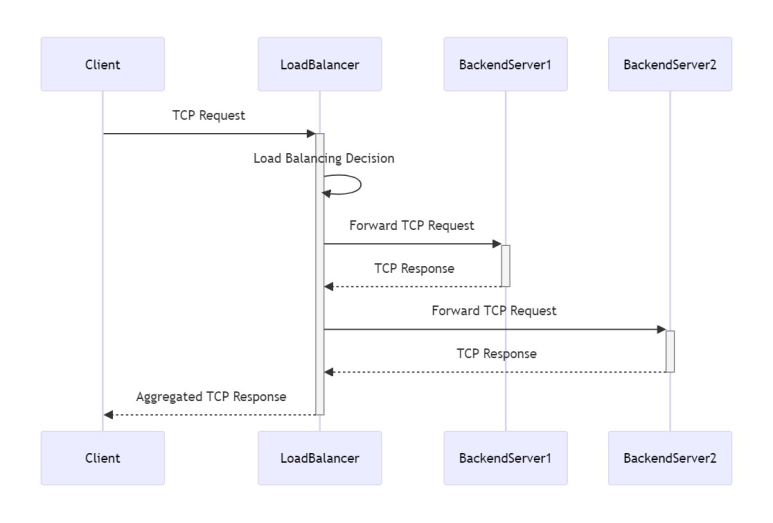 Client
LoadBalancer
BackendServer1
BackendServer2
TCP Request
Load Balancing Decision
Forward TCP Request
TCP Response
Forward TCP Request
TCP Response
Aggregated TCP Response
Client
LoadBalancer
BackendServer1
BackendServer2